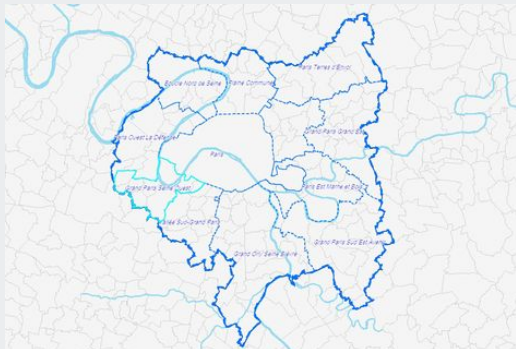 Paris Terres d'Envol
Boucle Nord de Seine
Plaine Commune
Paris Ouest La Défense
Grand Paris Grand Est
Paris
Grand Paris Seine Ouest
Paris Est Marne et Bois
Vallée Sud-Grand Paris
Grand Paris Sud Est Avenir
Grand Orly Seine Bièvre